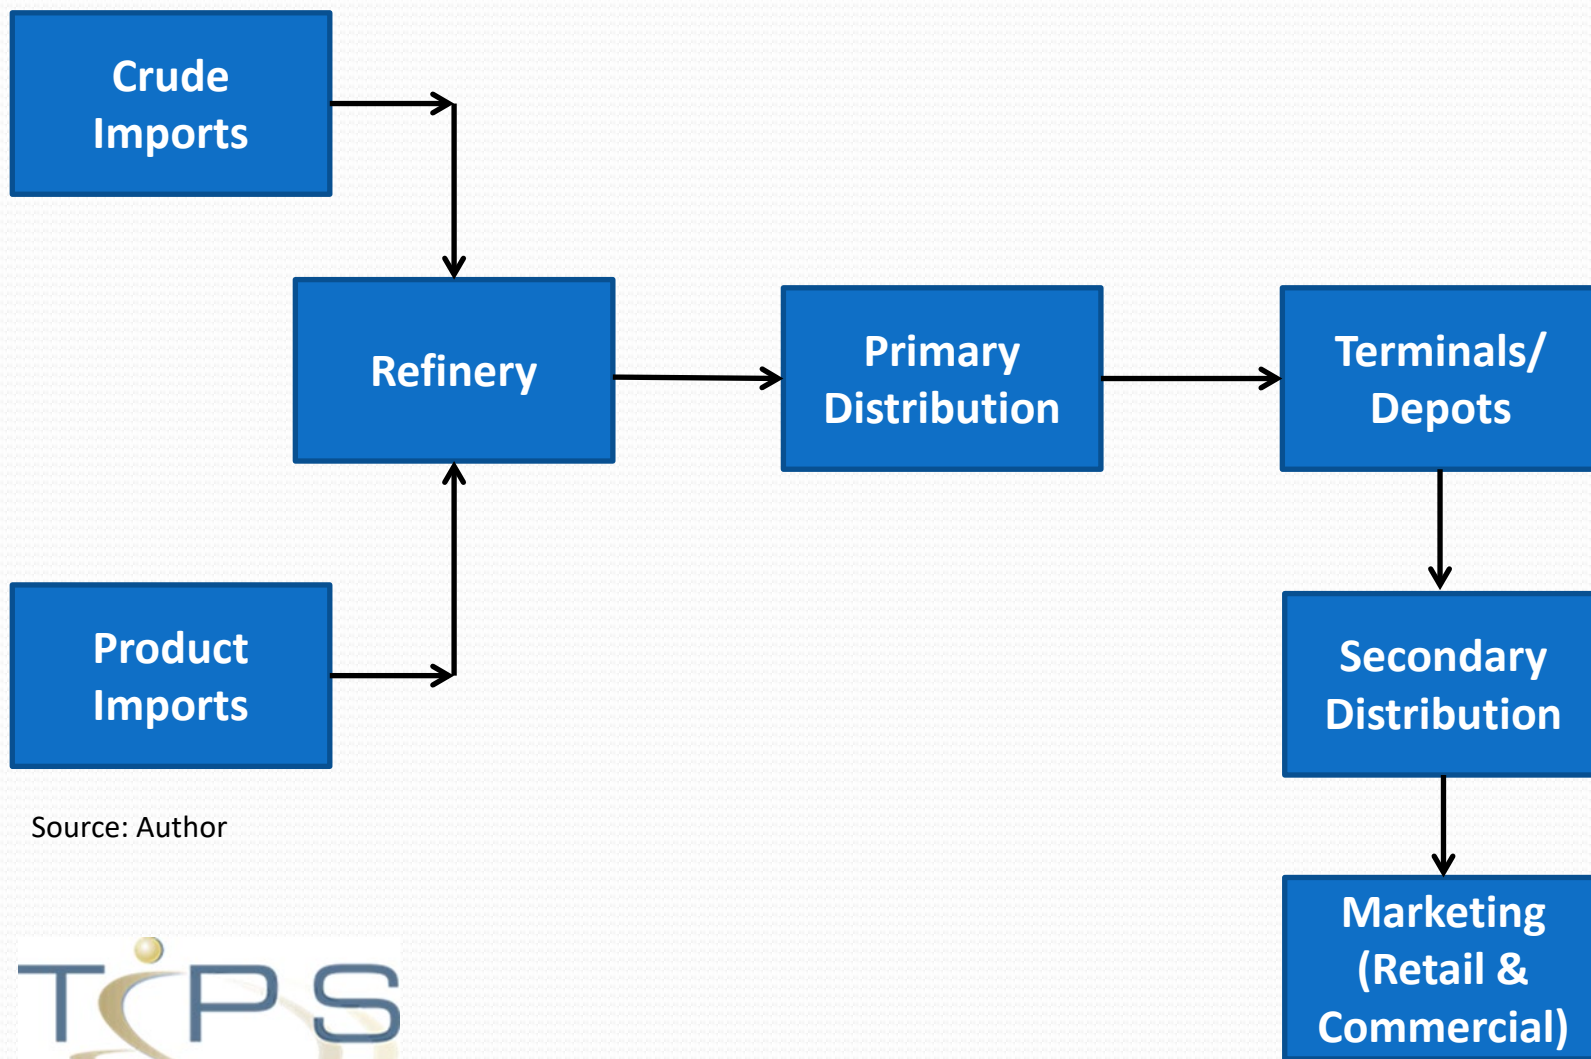 Crude
Imports
Refinery
Primary
Distribution
Terminals/
Depots
Product
Imports
Secondary
Distribution
Source: Author
Marketing
(Retail &
Commercial)
TIPS